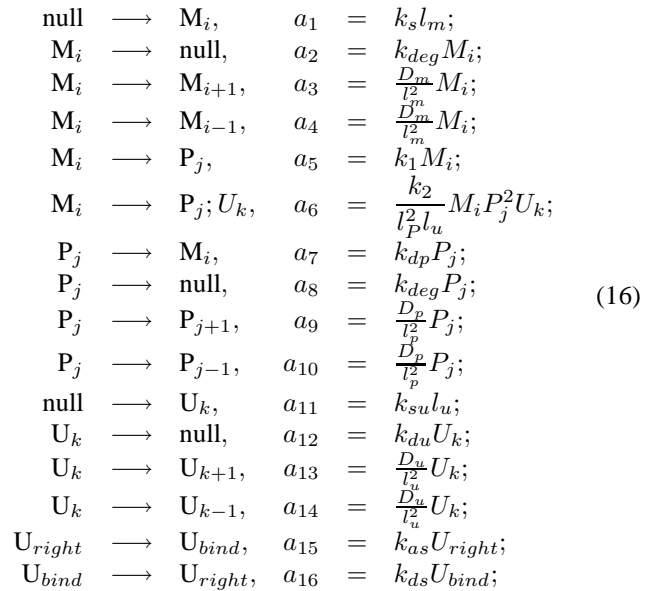 null ⟶ M_i, a_1 = k_s l_m;
M_i ⟶ null, a_2 = k_{deg} M_i;
M_i ⟶ M_{i+1}, a_3 = \frac{D_m}{l_m^2} M_i;
M_i ⟶ M_{i−1}, a_4 = \frac{D_m}{l_m^2} M_i;
M_i ⟶ P_j, a_5 = k_1 M_i;
M_i ⟶ P_j; U_k, a_6 = \frac{k_2}{l_P^2 l_u} M_i P_j^2 U_k;
P_j ⟶ M_i, a_7 = k_{dp} P_j;
P_j ⟶ null, a_8 = k_{deg} P_j;
(16)
P_j ⟶ P_{j+1}, a_9 = \frac{D_p}{l_p^2} P_j;
P_j ⟶ P_{j−1}, a_{10} = \frac{D_p}{l_p^2} P_j;
null ⟶ U_k, a_{11} = k_{su} l_u;
U_k ⟶ null, a_{12} = k_{du} U_k;
U_k ⟶ U_{k+1}, a_{13} = \frac{D_u}{l_u^2} U_k;
U_k ⟶ U_{k−1}, a_{14} = \frac{D_u}{l_u^2} U_k;
U_{right} ⟶ U_{bind}, a_{15} = k_{as} U_{right};
U_{bind} ⟶ U_{right}, a_{16} = k_{ds} U_{bind};